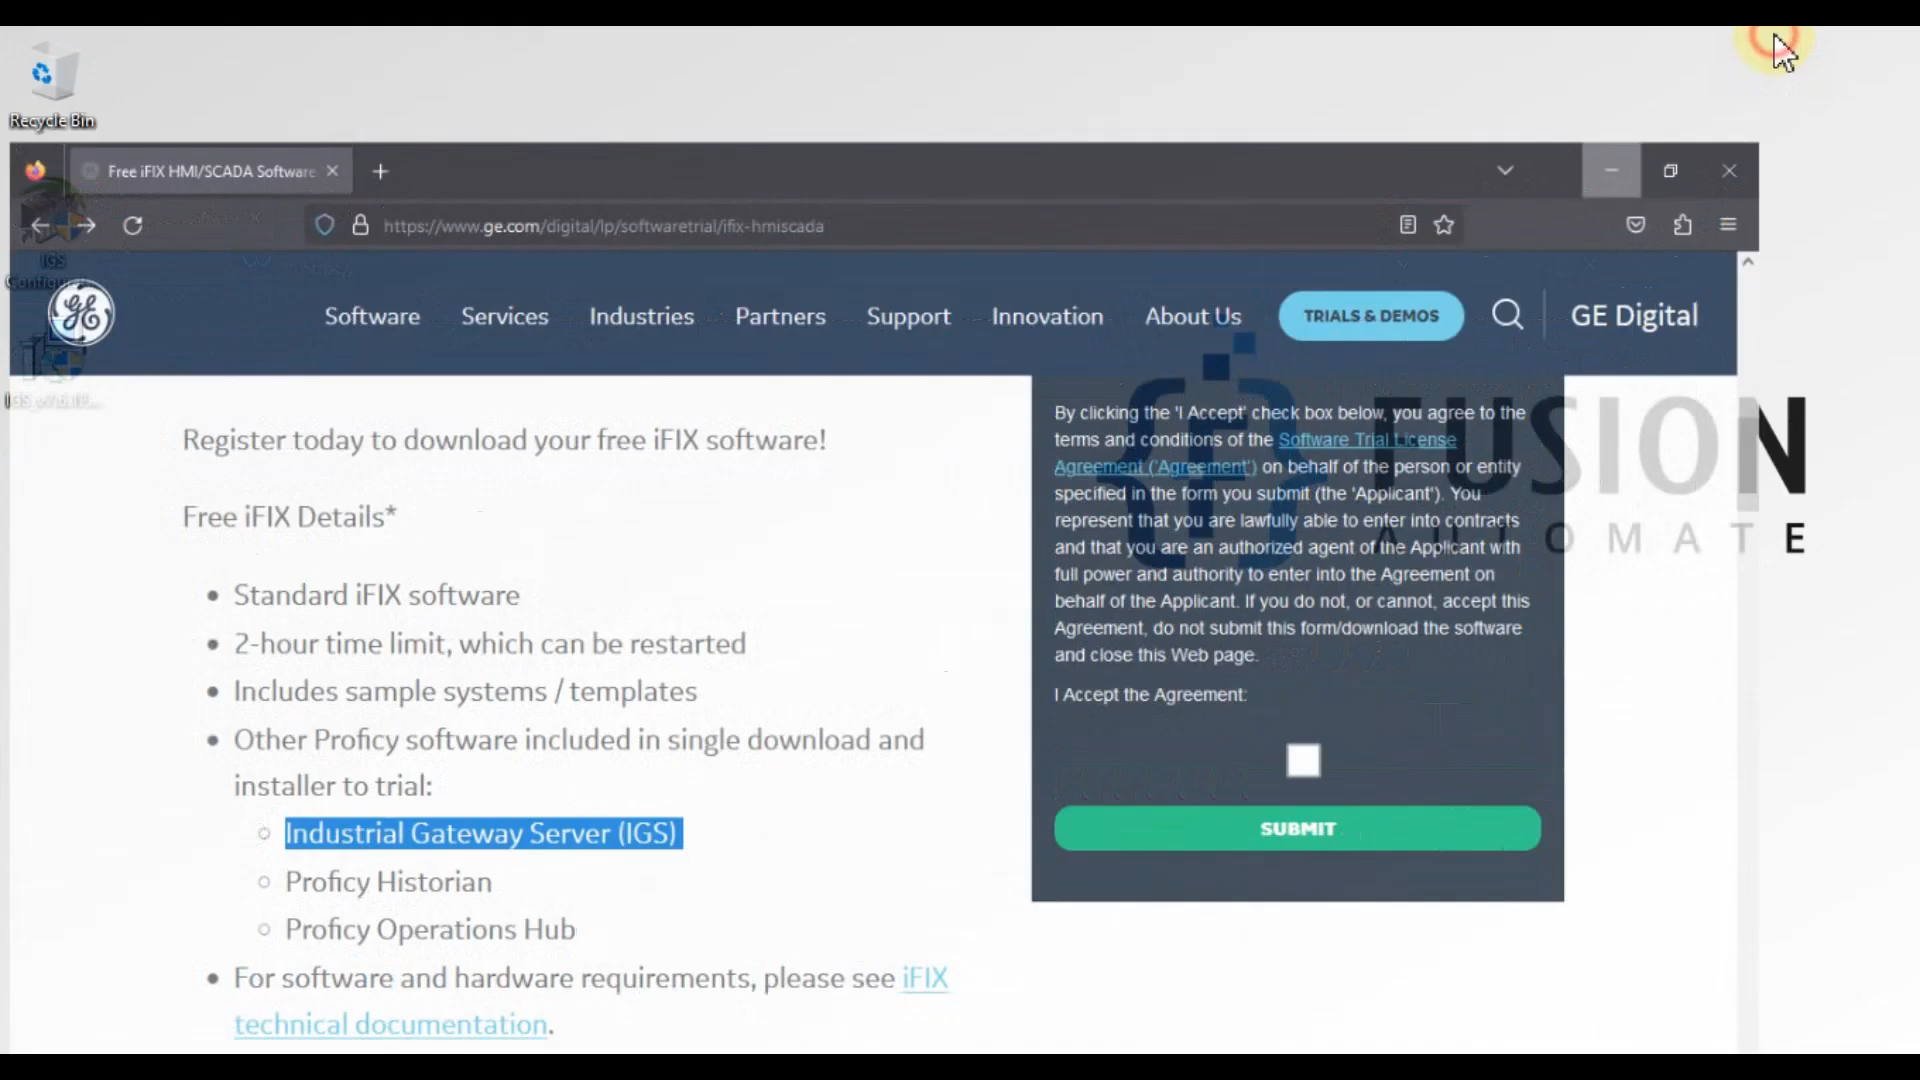 Recycle Bin
Free iFIX HMI/SCADA Software
https://www.ge.com/digital/lp/softwaretrial/ifix-hmiscada
IGS
GE
Software Services Industries Partners Support Innovation About Us TRIALS & DEMOS GE Digital
Register today to download your free iFIX software!
Free iFIX Details*
Standard iFIX software
2-hour time limit, which can be restarted
Includes sample systems / templates
Other Proficy software included in single download and
installer to trial:
Industrial Gateway Server (IGS)
Proficy Historian
Proficy Operations Hub
For software and hardware requirements, please see iFIX
technical documentation.
By clicking the 'I Accept' check box below, you agree to the
terms and conditions of the Software Trial License
Agreement ('Agreement') on behalf of the person or entity
specified in the form you submit (the 'Applicant'). You
represent that you are lawfully able to enter into contracts
and that you are an authorized agent of the Applicant with
full power and authority to enter into the Agreement on
behalf of the Applicant. If you do not, or cannot, accept this
Agreement, do not submit this form/download the software
and close this Web page.
I Accept the Agreement:
SUBMIT
FUSION
AUTOMATE